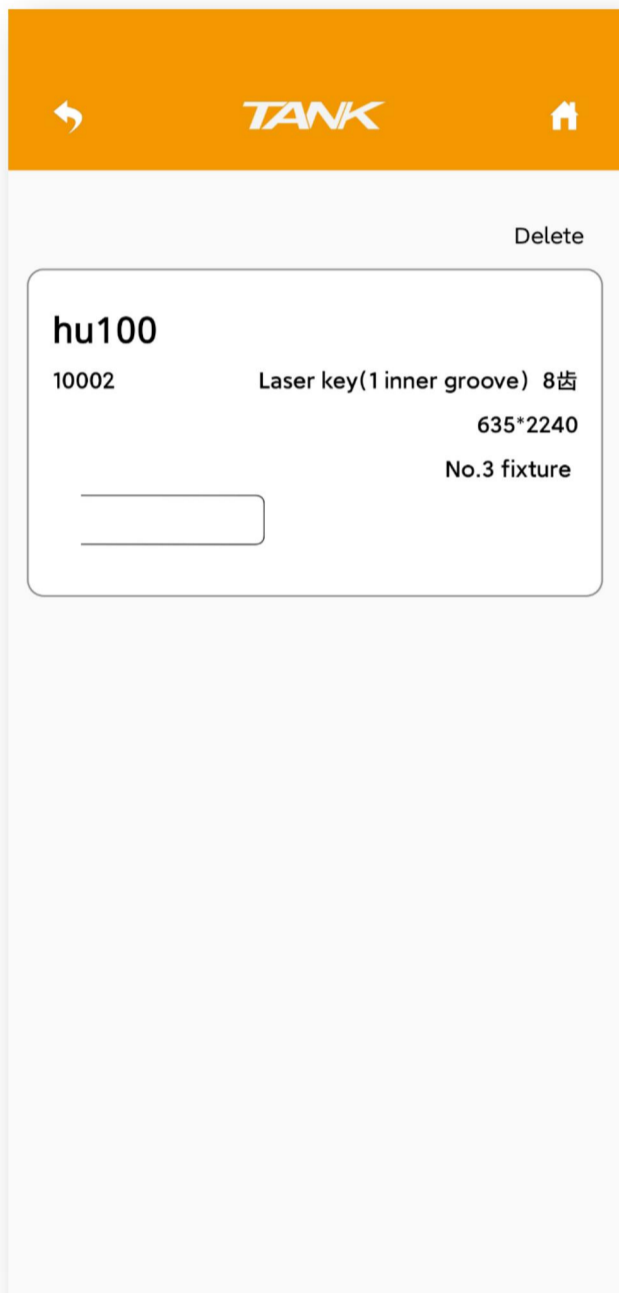 TANK
Delete
hu100
10002 Laser key(1 inner groove) 8齿
635*2240
No.3 fixture